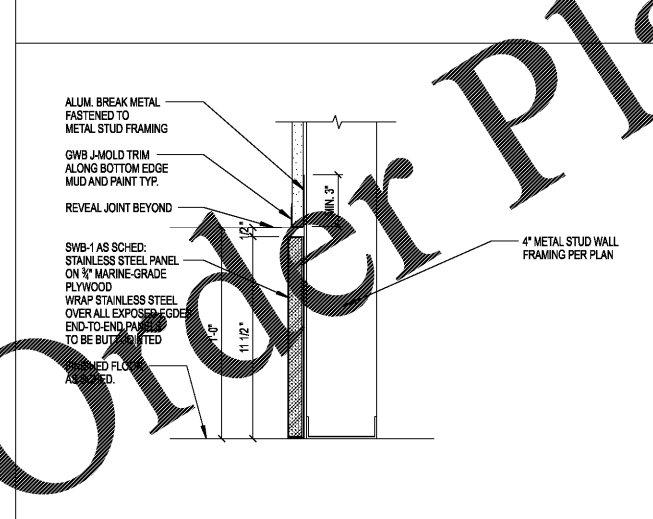 ALUM. BREAK METAL
FASTENED TO
METAL STUD FRAMING
GWB J-MOLD TRIM
ALONG BOTTOM EDGE
MUD AND PAINT TYP.
REVEAL JOINT BEYOND
SWB-1 AS SCHED:
STAINLESS STEEL PANEL
ON ¾" MARINE-GRADE
PLYWOOD
WRAP STAINLESS STEEL
OVER ALL EXPOSED EGDES
END-TO-END PANELS
TO BE BUTT-JOINTED
FINISHED FLOOR
AS SCHED.
1'-0"
11 1/2"
1/2"
MIN. 3"
4" METAL STUD WALL
FRAMING PER PLAN
Order Pla